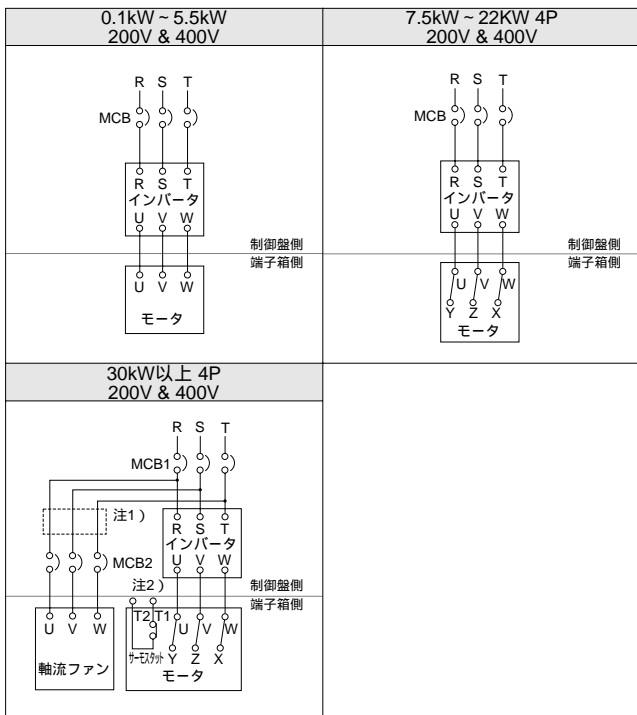 0.1kW ~ 5.5kW
200V & 400V
R S T
MCB
R S T
インバータ
U V W
制御盤側
端子箱側
U V W
モータ
7.5kW ~ 22KW 4P
200V & 400V
R S T
MCB
R S T
インバータ
U V W
制御盤側
端子箱側
U V W
Y Z X
モータ
30kW以上 4P
200V & 400V
R S T
MCB1
注1）
R S T
インバータ
U V W
MCB2
注2）
制御盤側
端子箱側
U V W
軸流ファン
T2 T1
サーモスタット
U V W
Y Z X
モータ